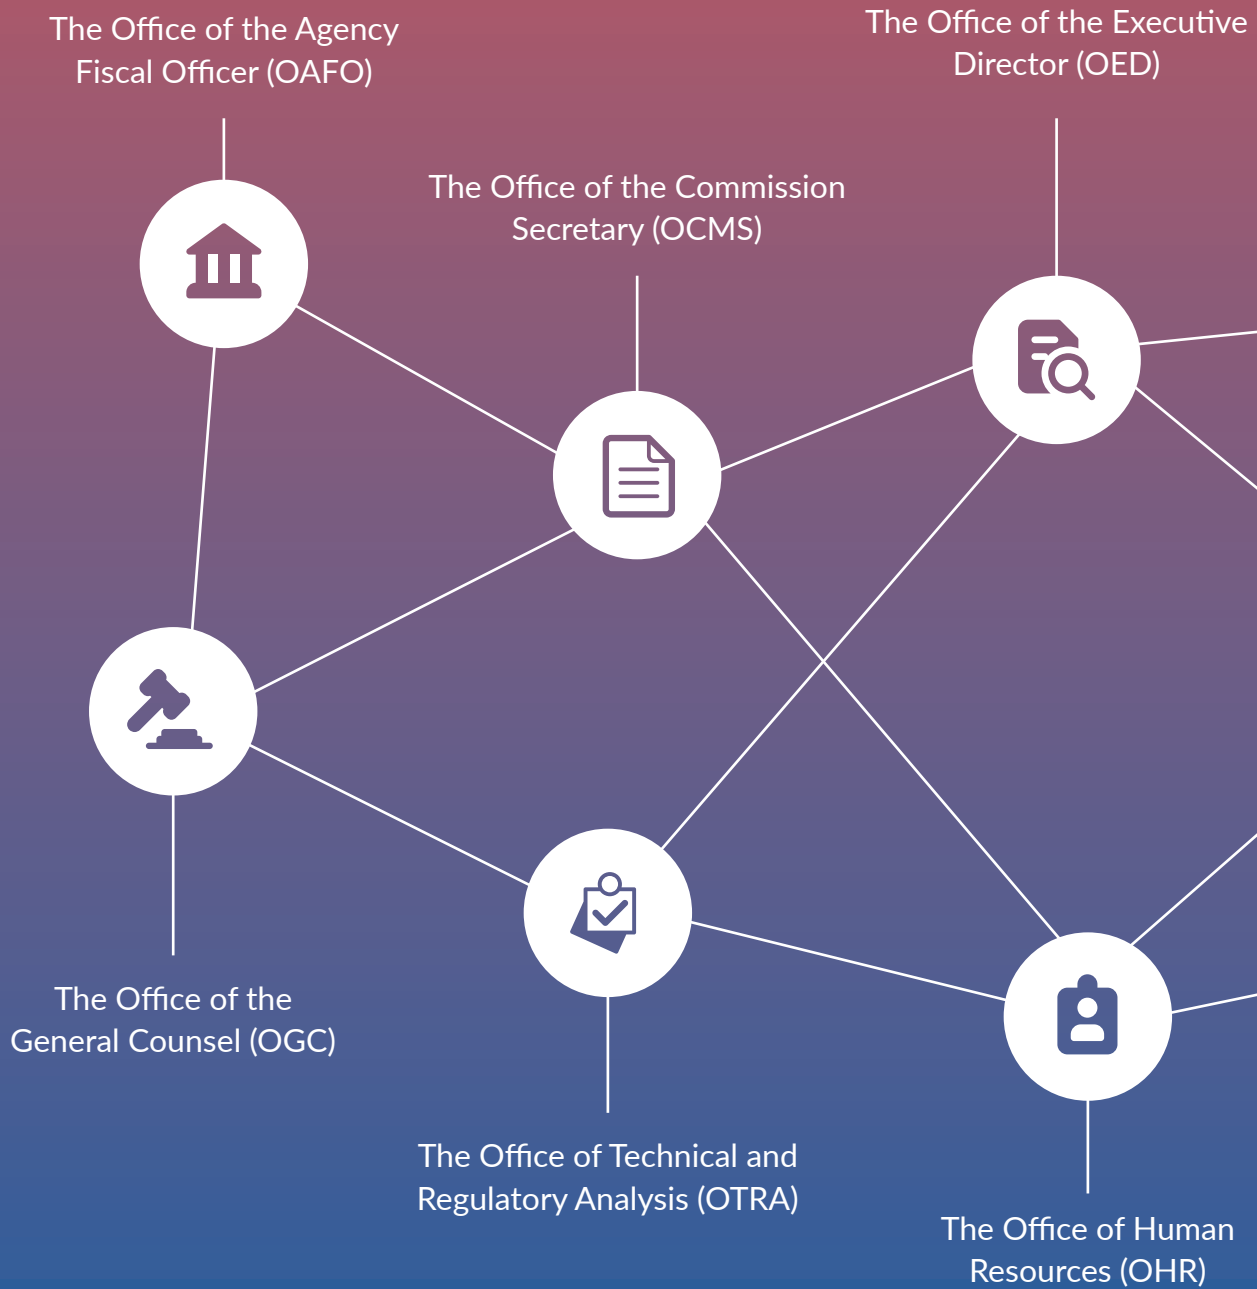 The Office of the Agency
Fiscal Officer (OAFO)
The Office of the Executive
Director (OED)
The Office of the Commission
Secretary (OCMS)
The Office of the
General Counsel (OGC)
The Office of Technical and
Regulatory Analysis (OTRA)
The Office of Human
Resources (OHR)